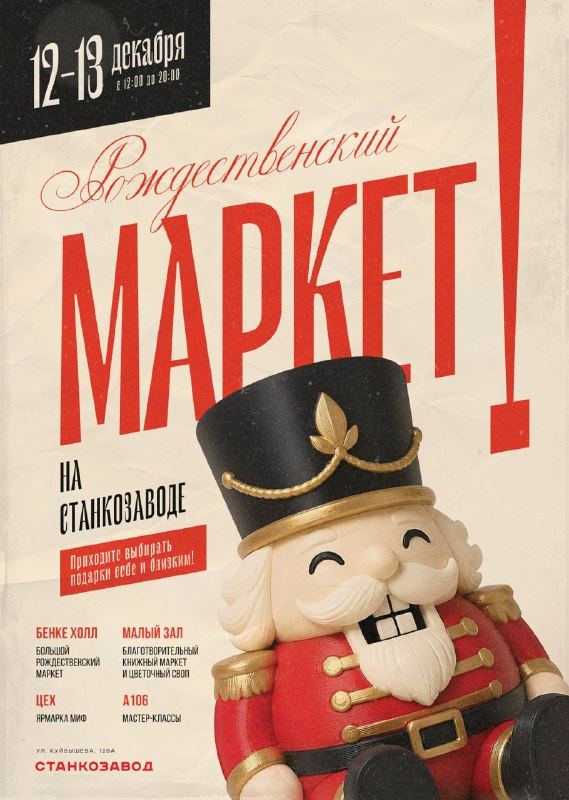 12-13 декабря
с 12:00 до 20:00
Рождественский
МАРКЕТ!
НА
СТАНКОЗАВОДЕ
Приходите выбирать
подарки себе и близким!
БЕНКЕ ХОЛЛ
БОЛЬШОЙ
РОЖДЕСТВЕНСКИЙ
МАРКЕТ
МАЛЫЙ ЗАЛ
БЛАГОТВОРИТЕЛЬНЫЙ
КНИЖНЫЙ МАРКЕТ
И ЦВЕТОЧНЫЙ СВОП
ЦЕХ
ЯРМАРКА МИФ
А106
МАСТЕР-КЛАССЫ
УЛ. КУЙБЫШЕВА, 128А
СТАНКОЗАВОД